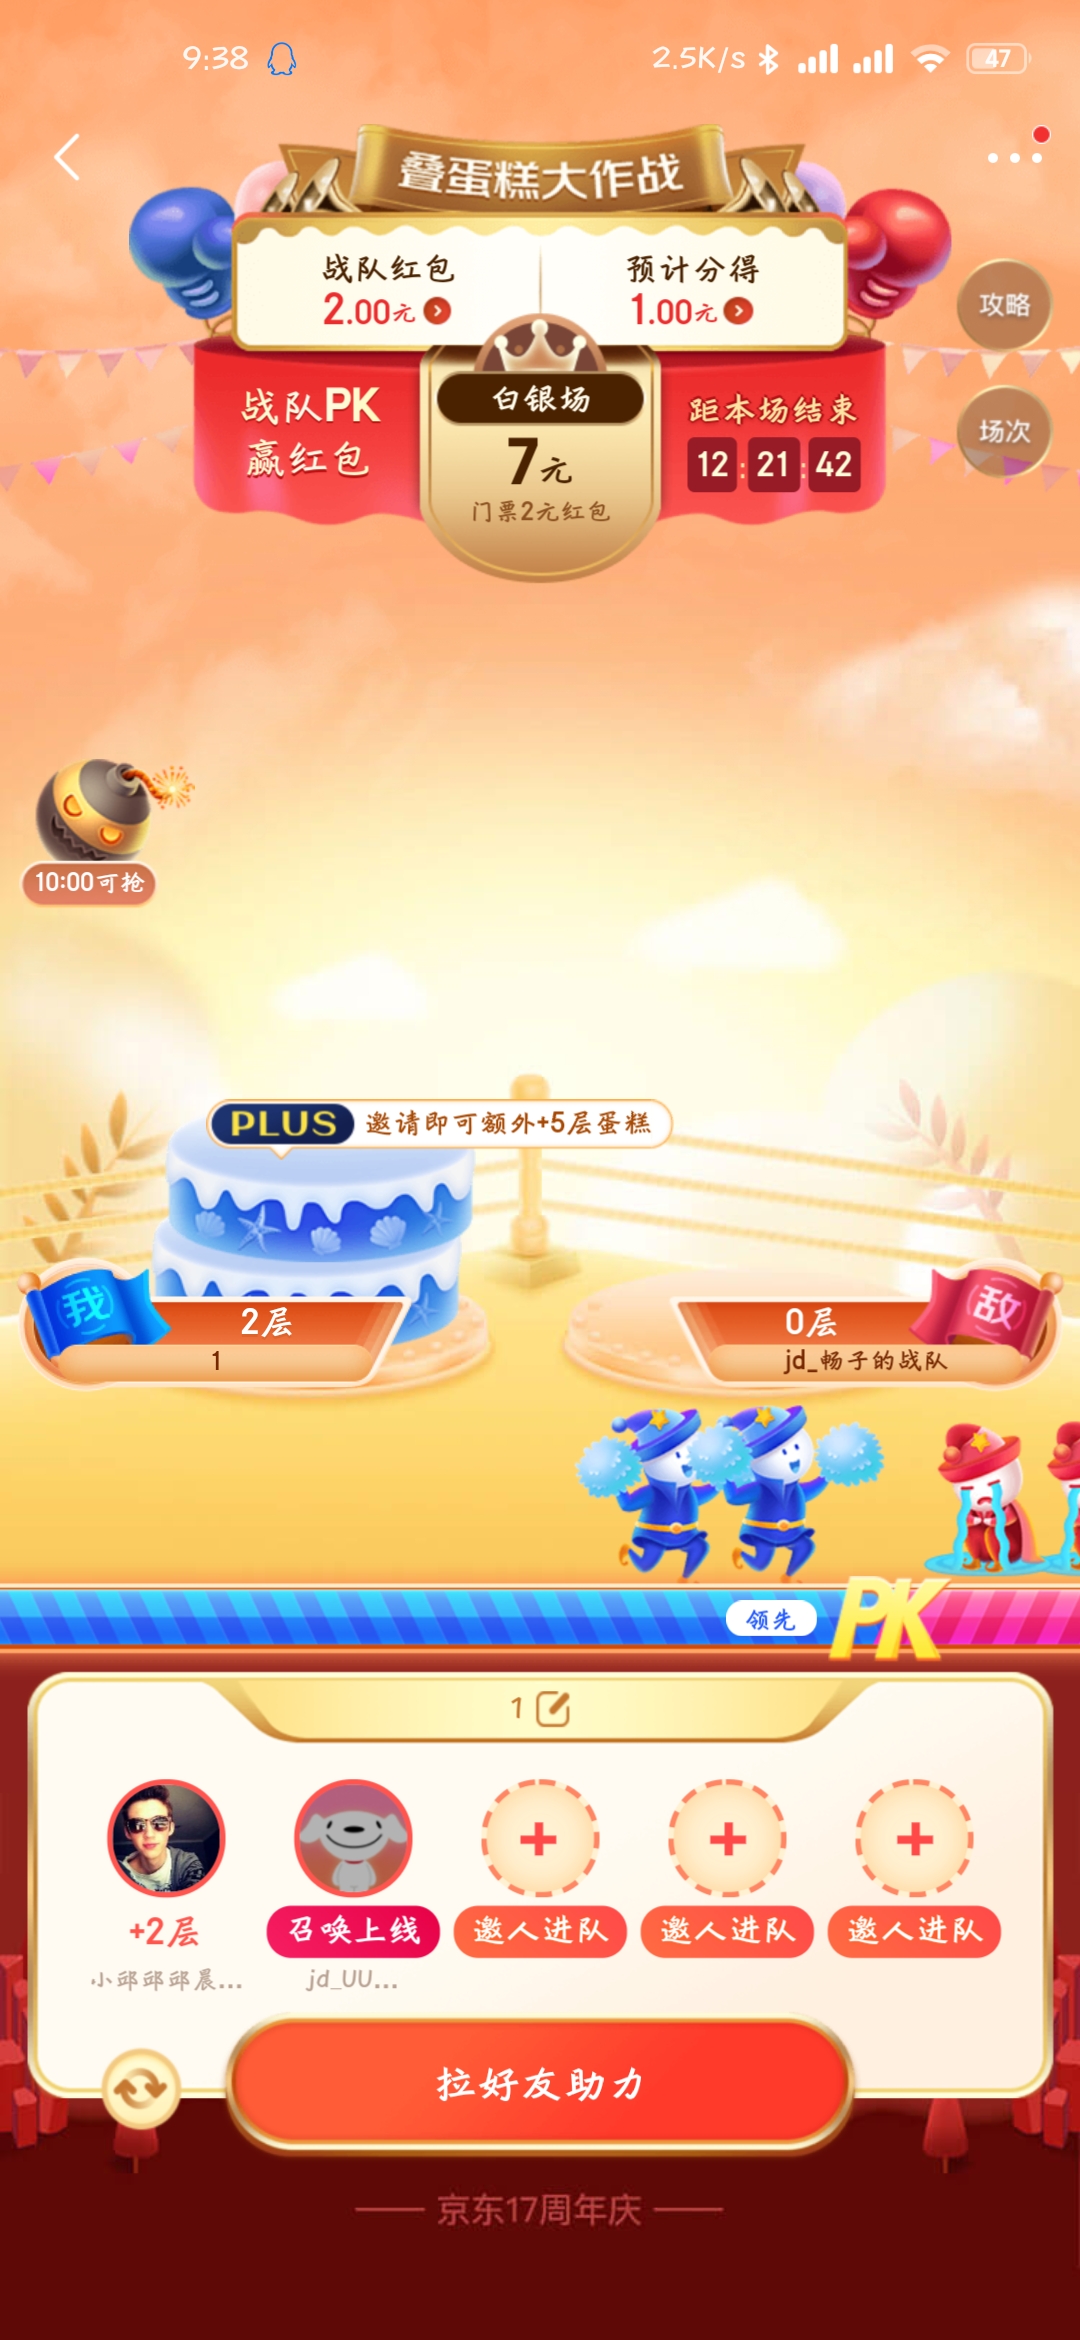 9:38
2.5K/s
47
叠蛋糕大作战
战队红包
2.00元
预计分得
1.00元
攻略
战队PK
赢红包
白银场
7元
门票2元红包
距本场结束
12:21:42
场次
10:00可抢
PLUS 邀请即可额外+5层蛋糕
我
2层
1
0层
jd_畅子的战队
敌
领先
PK
1
+2层
小邱邱邱晨...
召唤上线
jd_UU...
邀人进队
邀人进队
邀人进队
拉好友助力
京东17周年庆